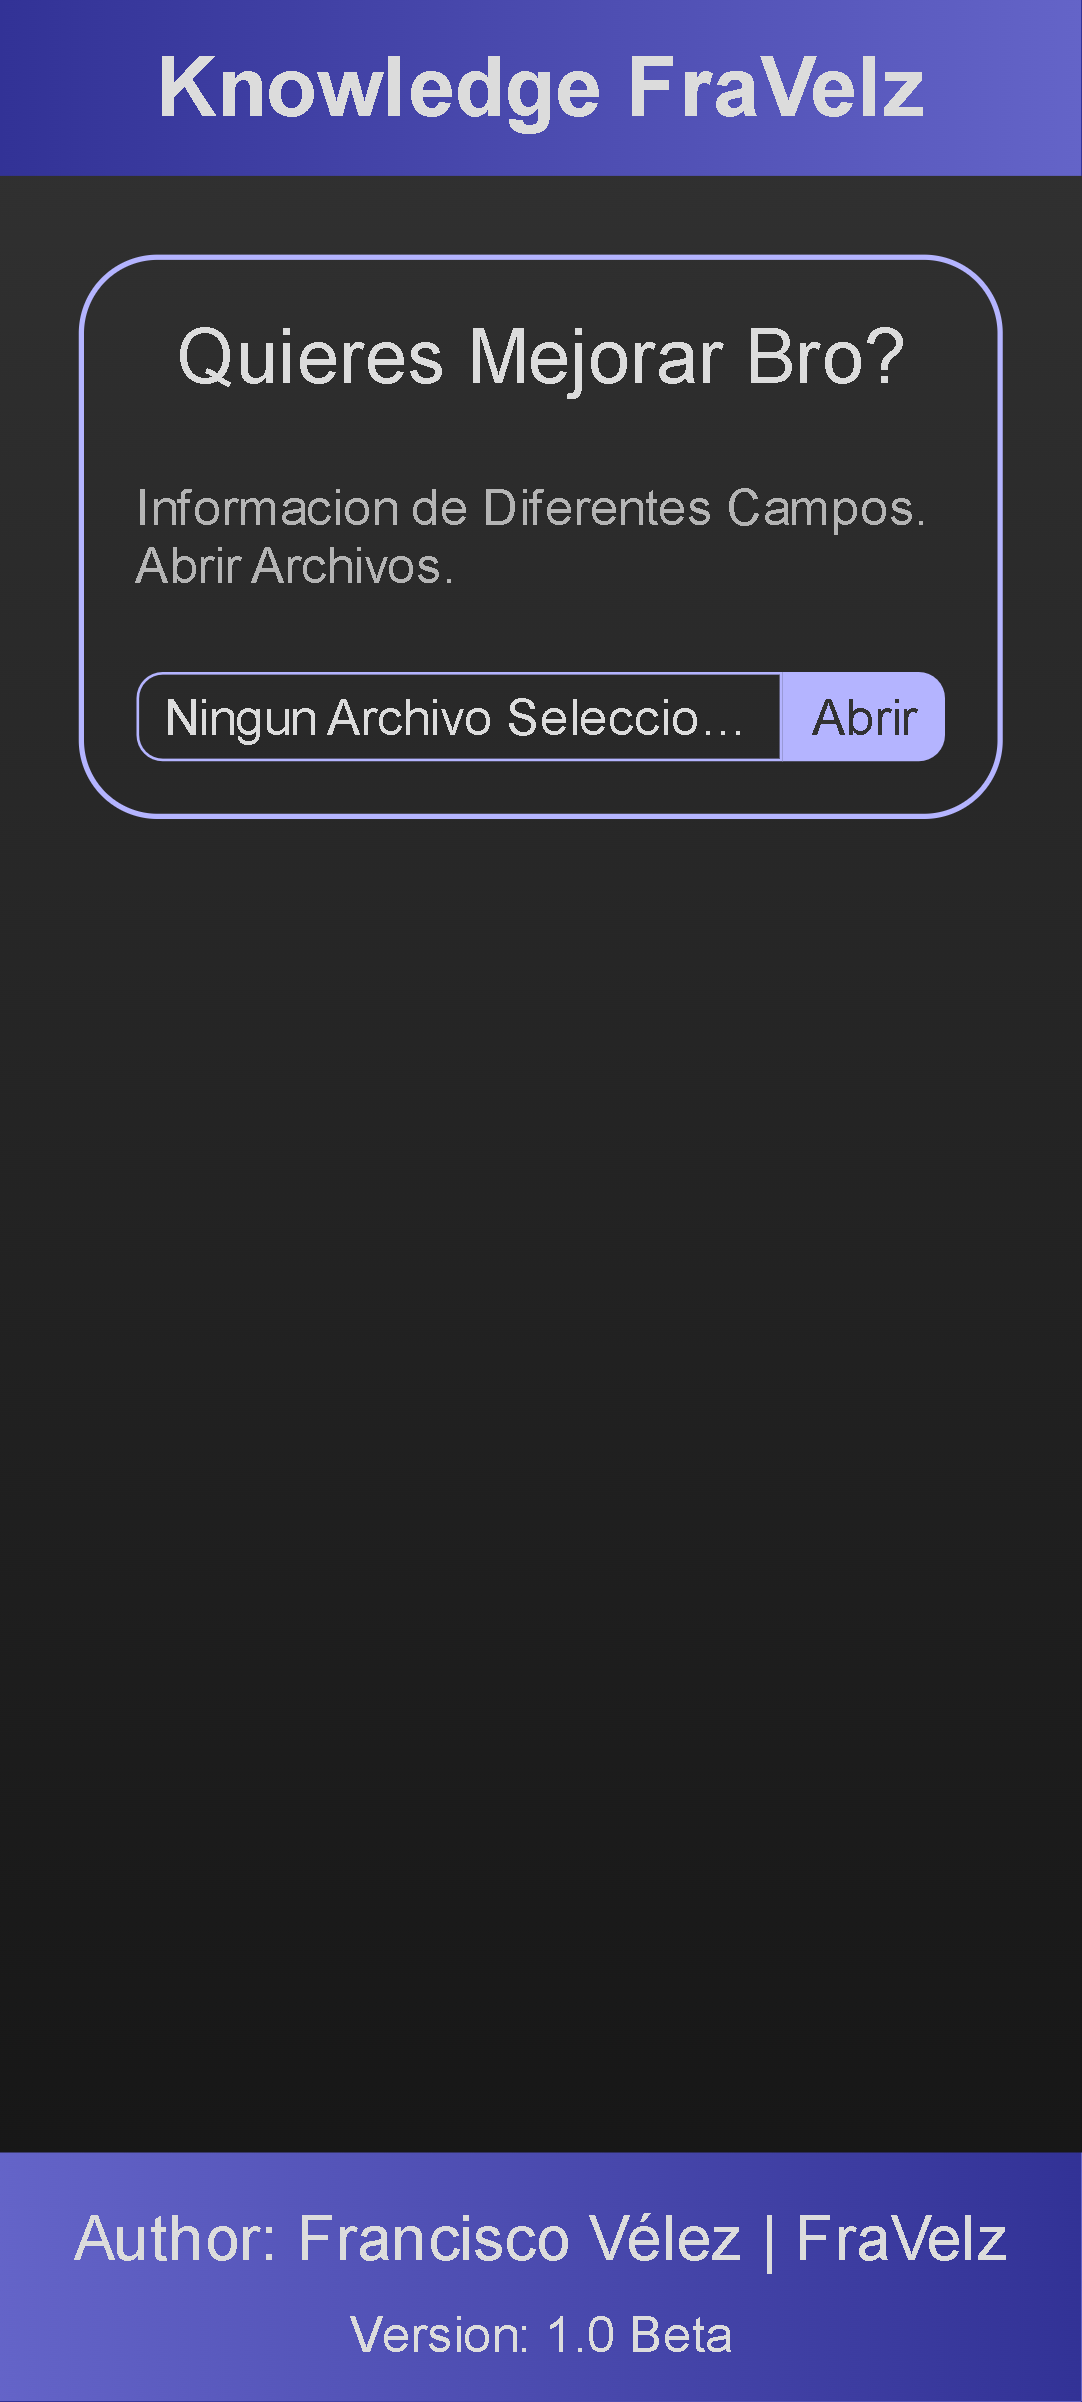 Knowledge FraVelz
Quieres Mejorar Bro?
Informacion de Diferentes Campos.
Abrir Archivos.
Ningun Archivo Seleccio...
Abrir
Author: Francisco Vélez | FraVelz
Version: 1.0 Beta